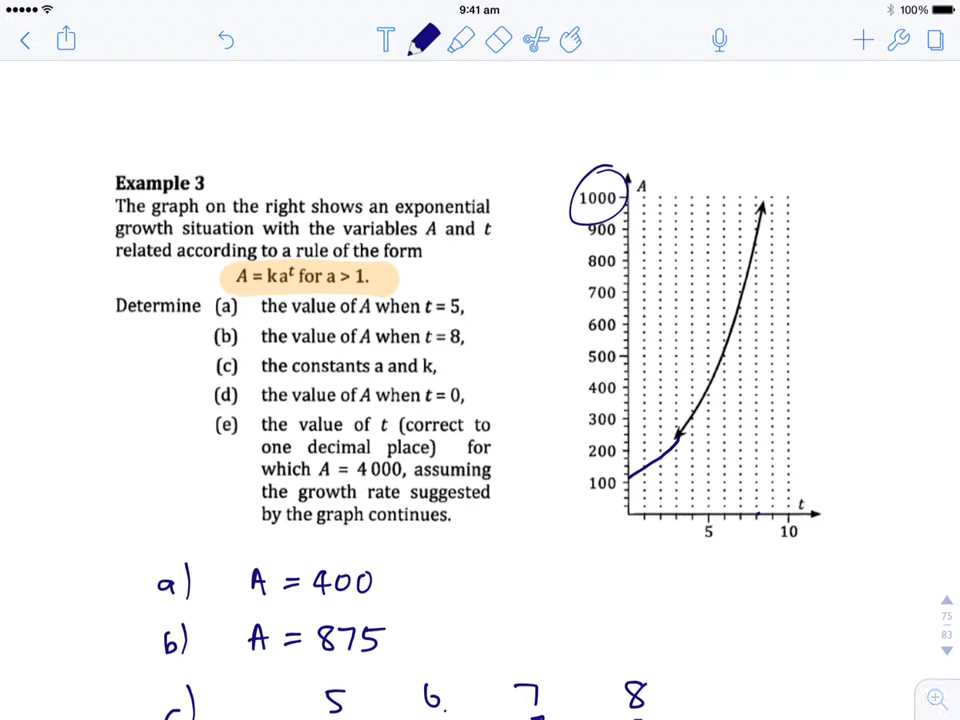 9:41 am
100%
T
Example 3
The graph on the right shows an exponential
growth situation with the variables A and t
related according to a rule of the form
A = kaᵗ for a > 1.
Determine (a) the value of A when t = 5,
(b) the value of A when t = 8,
(c) the constants a and k,
(d) the value of A when t = 0,
(e) the value of t (correct to
one decimal place) for
which A = 4 000, assuming
the growth rate suggested
by the graph continues.
A
1000
900
800
700
600
500
400
300
200
100
t
5 10
a) A = 400
b) A = 875
c) 5 6. 7 8
75
83